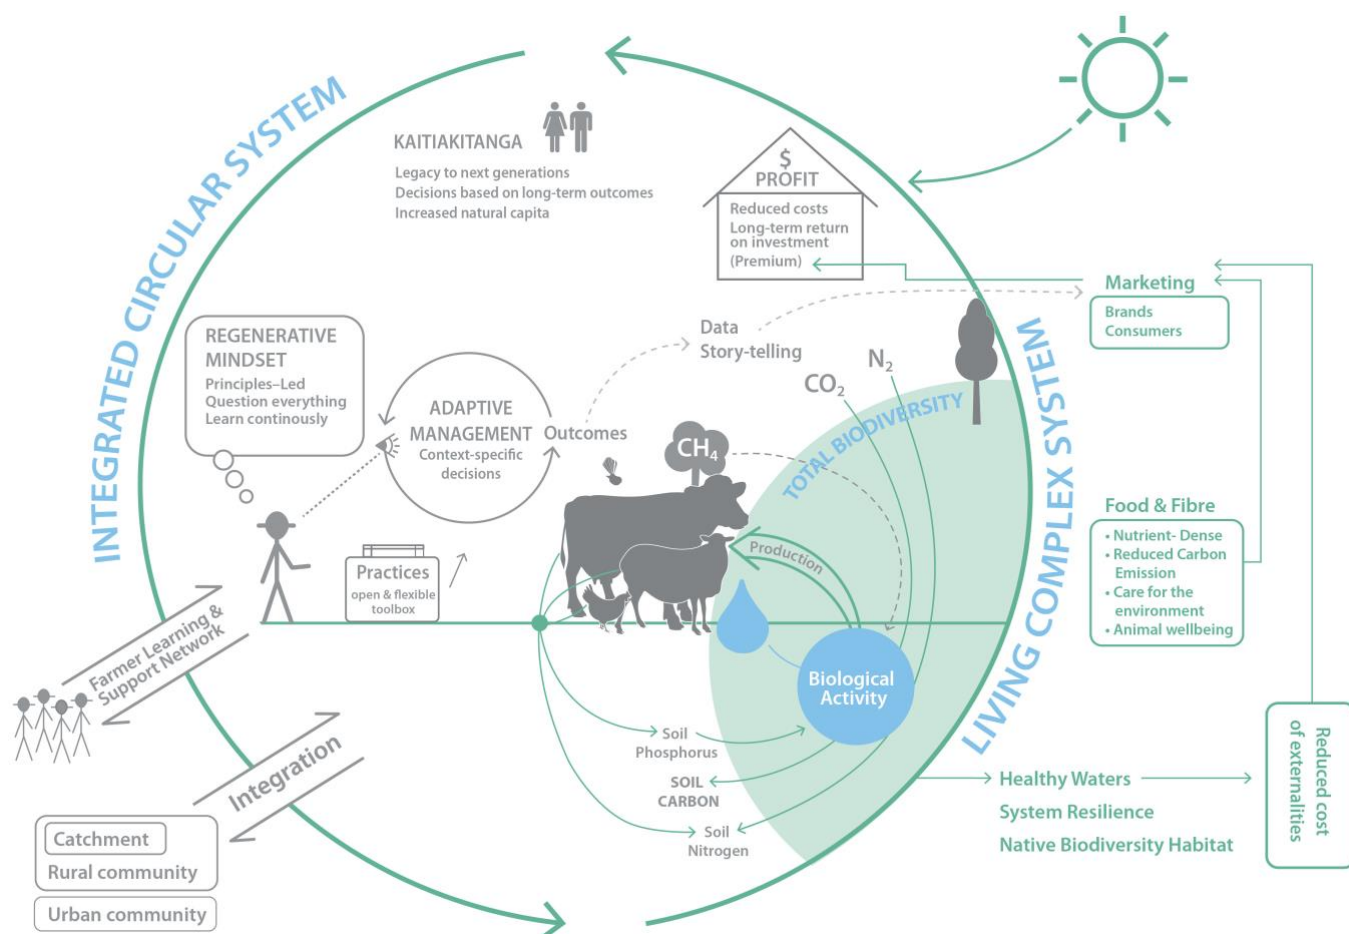 INTEGRATED CIRCULAR SYSTEM
KAITIAKITANGA
Legacy to next generations
Decisions based on long-term outcomes
Increased natural capita
$
PROFIT
Reduced costs
Long-term return
on investment
(Premium)
Marketing
Brands
Consumers
REGENERATIVE
MINDSET
Principles–Led
Question everything
Learn continously
ADAPTIVE
MANAGEMENT
Context-specific
decisions
Outcomes
Data
Story-telling
CO2
N2
CH4
TOTAL BIODIVERSITY
LIVING COMPLEX SYSTEM
Production
Food & Fibre
• Nutrient- Dense
• Reduced Carbon
Emission
• Care for the
environment
• Animal wellbeing
Practices
open & flexible
toolbox
Farmer Learning &
Support Network
Biological
Activity
Soil
Phosphorus
SOIL
CARBON
Soil
Nitrogen
Integration
Catchment
Rural community
Urban community
Healthy Waters
System Resilience
Native Biodiversity Habitat
Reduced cost
of externalities